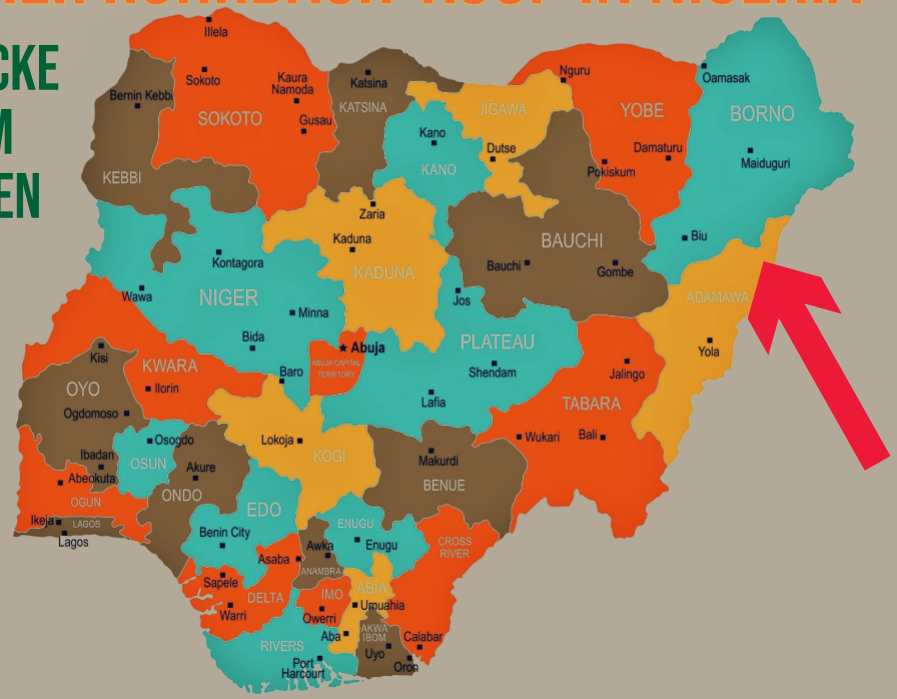 IN NIGERIA
CKE
EN
Illela
Sokoto
Kaura
Namoda
Gusau
SOKOTO
Bernin Kebbi
KEBBI
Katsina
KATSINA
Nguru
JIGAWA
Dutse
Kano
KANO
YOBE
Damaturu
Pokiskum
Oamasak
BORNO
Maiduguri
Biu
Zaria
Kaduna
KADUNA
BAUCHI
Bauchi
Gombe
Kontagora
NIGER
Wawa
Minna
Bida
Baro
Jos
ADAMAWA
Yola
PLATEAU
Shendam
Lafia
Abuja
ABUJA CAPITAL
TERRITORY
Kisi
KWARA
Ilorin
OYO
Ogdomoso
Ibadan
Abeokuta
OGUN
Ikeja
LAGOS
Lagos
Osogdo
OSUN
Akure
ONDO
Lokoja
KOGI
Jalingo
TABARA
Wukari
Bali
Makurdi
BENUE
EDO
Benin City
ENUGU
Enugu
Awka
ANAMBRA
Asaba
CROSS
RIVER
Sapele
DELTA
Warri
IMO
Owerri
ABIA
Umuahia
Aba
AKWA
IBOM
Uyo
Calabar
Oron
RIVERS
Port
Harcourt